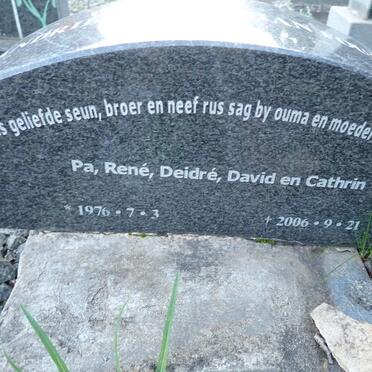 geliefde seun, broer en neef rus sag by ouma en moeder
Pa, René, Deidré, David en Cathrin
* 1976 • 7 • 3
† 2006 • 9 • 21